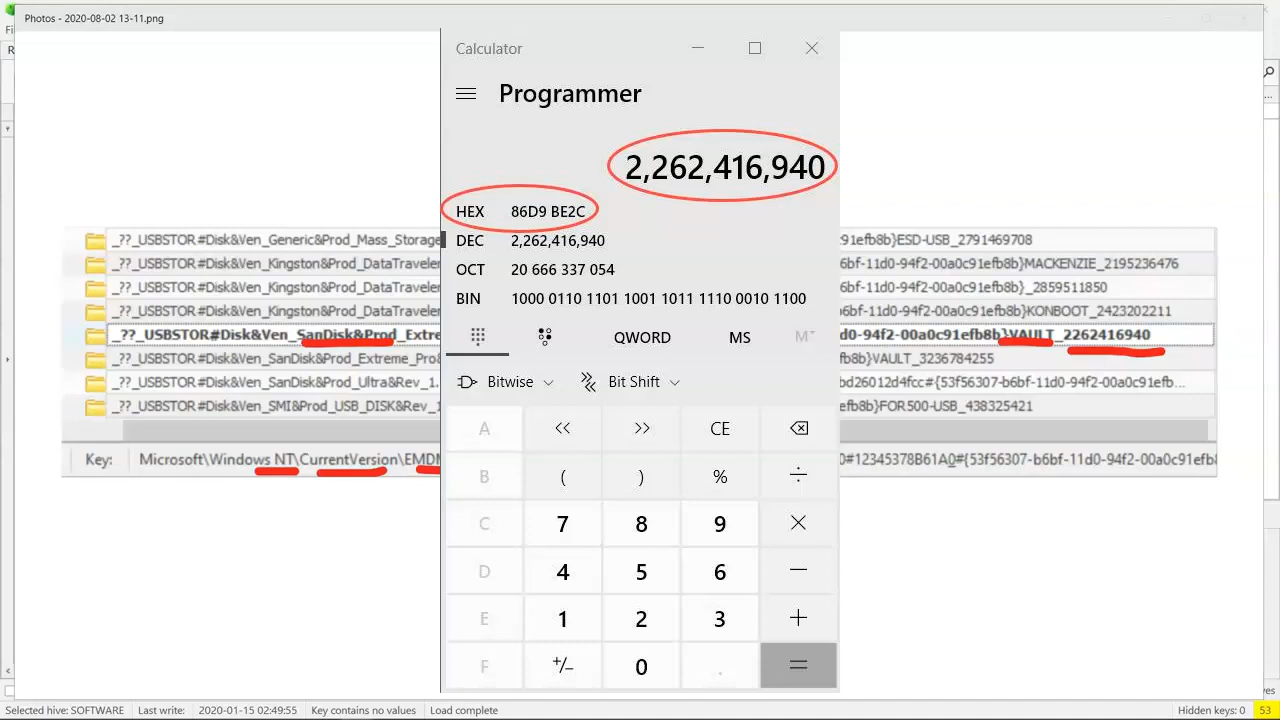 Photos - 2020-08-02 13-11.png
Calculator
Programmer
2,262,416,940
HEX 86D9 BE2C
DEC 2,262,416,940
OCT 20 666 337 054
BIN 1000 0110 1101 1001 1011 1110 0010 1100
QWORD MS
Bitwise Bit Shift
A << >> CE
B ( ) % ÷
C 7 8 9 ×
D 4 5 6 −
E 1 2 3 +
F +/− 0 . =
_??_USBSTOR#Disk&Ven_Generic&Prod_Mass_Storage 91efb8b}ESD-USB_2791469708
_??_USBSTOR#Disk&Ven_Kingston&Prod_DataTraveler 6bf-11d0-94f2-00a0c91efb8b}MACKENZIE_2195236476
_??_USBSTOR#Disk&Ven_Kingston&Prod_DataTraveler 00a0c91efb8b}_2859511850
_??_USBSTOR#Disk&Ven_Kingston&Prod_DataTraveler 94f2-00a0c91efb8b}KONBOOT_2423202211
_??_USBSTOR#Disk&Ven_SanDisk&Prod_Extre d0-94f2-00a0c91efb8b}VAULT_2262416940
_??_USBSTOR#Disk&Ven_SanDisk&Prod_Extreme_Pro& efb8b}VAULT_3236784255
_??_USBSTOR#Disk&Ven_SanDisk&Prod_Ultra&Rev_1. bd26012d4fcc#{53f56307-b6bf-11d0-94f2-00a0c91efb...
_??_USBSTOR#Disk&Ven_SMI&Prod_USB_DISK&Rev_1 efb8b}FOR500-USB_438325421
Key: Microsoft\Windows NT\CurrentVersion\EMDM 0#12345378B61A0#{53f56307-b6bf-11d0-94f2-00a0c91efb8b
Selected hive: SOFTWARE Last write: 2020-01-15 02:49:55 Key contains no values Load complete Hidden keys: 0 53